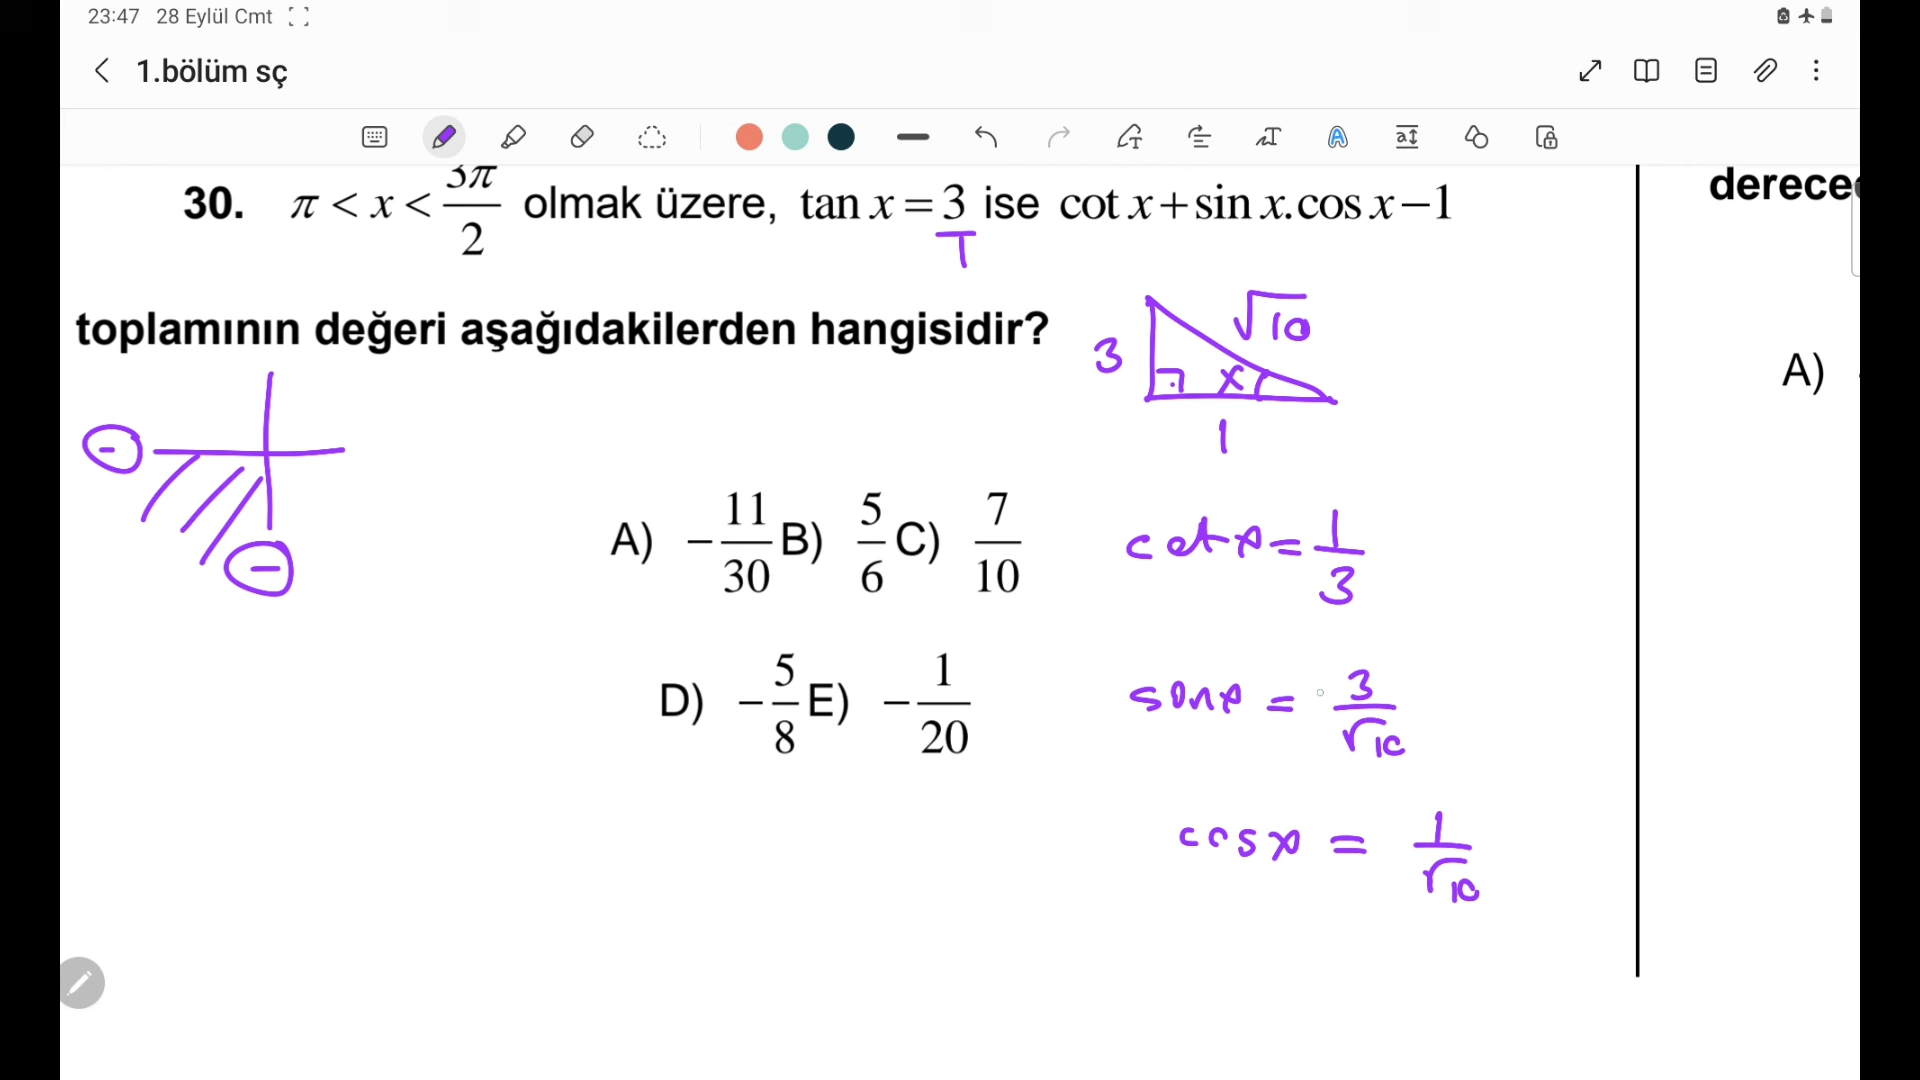 23:47 28 Eylül Cmt
1.bölüm sç
30. π < x < 3π/2 olmak üzere, tan x = 3 ise cot x + sin x.cos x − 1
1
toplamının değeri aşağıdakilerden hangisidir?
3
√10
x
1
-
-
A) −11/30 B) 5/6 C) 7/10
D) −5/8 E) −1/20
cotx = 1/3
sinx = 3/√10
cosx = 1/√10
derece
A)